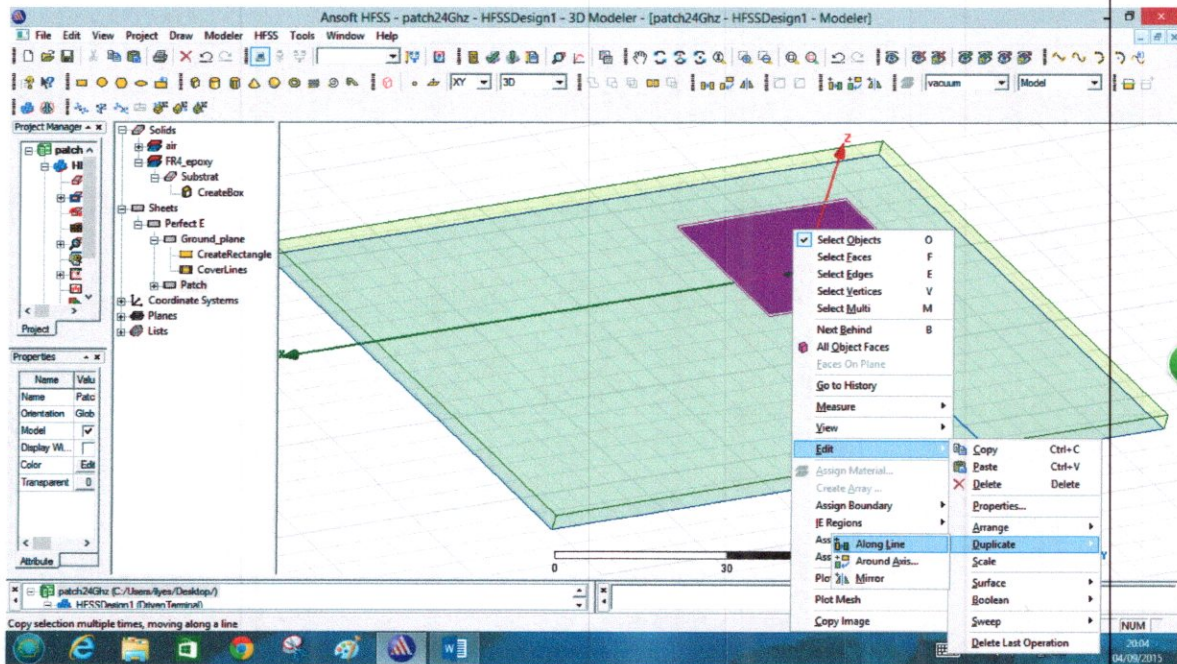 Ansoft HFSS - patch24Ghz - HFSSDesign1 - 3D Modeler - [patch24Ghz - HFSSDesign1 - Modeler]
File Edit View Project Draw Modeler HFSS Tools Window Help
XY 3D vacuum Model
Project Manager
patch
HI
Project
Solids
air
FR4_epoxy
Substrat
CreateBox
Sheets
Perfect E
Ground_plane
CreateRectangle
CoverLines
Patch
Coordinate Systems
Planes
Lists
Properties
Name Valu
Name Patc
Orientation Glob
Model
Display Wi...
Color Edi
Transparent 0
Attribute
Z
X
Y
0 30
Select Objects O
Select Faces F
Select Edges E
Select Vertices V
Select Multi M
Next Behind B
All Object Faces
Faces On Plane
Go to History
Measure
View
Edit
Assign Material...
Create Array ...
Assign Boundary
IE Regions
Ass
Ass
Plo
Plot Mesh
Copy Image
Copy Ctrl+C
Paste Ctrl+V
Delete Delete
Properties...
Arrange
Duplicate
Scale
Surface
Boolean
Sweep
Delete Last Operation
Along Line
Around Axis...
Mirror
patch24Ghz (C:/Users/ilyes/Desktop/)
HFSSDesign1 (DrivenTerminal)
Copy selection multiple times, moving along a line
NUM
20:04
04/09/2015